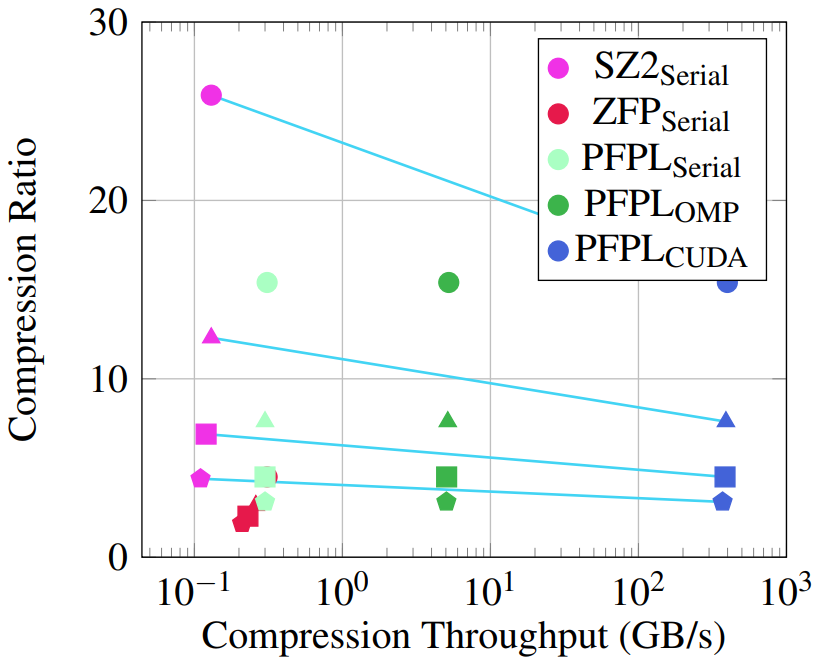 30
20
10
0
Compression Ratio
SZ2Serial
ZFPSerial
PFPLSerial
PFPLOMP
PFPLCUDA
10−1
100
101
102
103
Compression Throughput (GB/s)